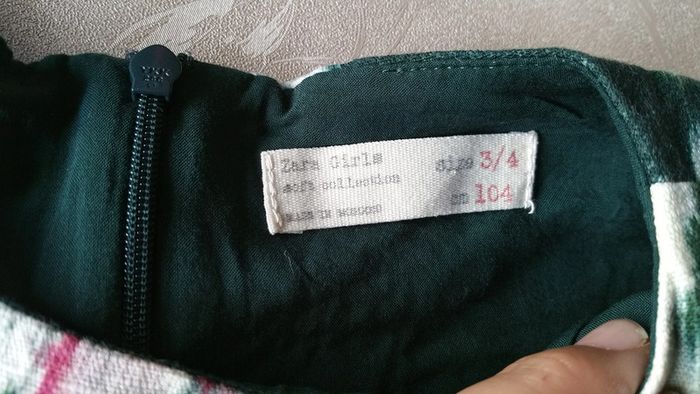 Zara Girls size 3/4
soft collection
MADE IN MOROCCO CM 104